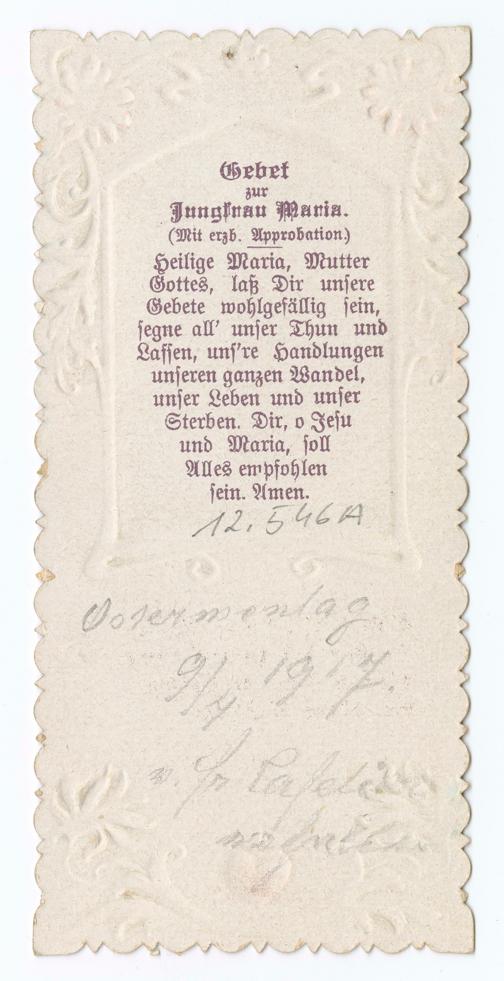 Gebet
zur
Jungfrau Maria.
(Mit erzb. Approbation.)
Heilige Maria, Mutter
Gottes, laß Dir unsere
Gebete wohlgefällig sein,
segne all' unser Thun und
Lassen, uns're Handlungen
unseren ganzen Wandel,
unser Leben und unser
Sterben. Dir, o Jesu
und Maria, soll
Alles empfohlen
sein. Amen.
12.546A
Ostermontag
9/4 1917.
v. Fr